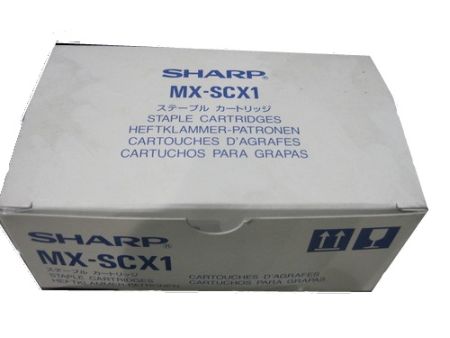 SHARP®
MX-SCX1
ステープル カートリッジ
STAPLE CARTRIDGES
HEFTKLAMMER-PATRONEN
CARTOUCHES D'AGRAFES
CARTUCHOS PARA GRAPAS
SHARP®
MX-SCX1
ステープル カートリッジ
STAPLE CARTRIDGES
HEFTKLAMMER-PATRONEN
CARTOUCHES D'AGRAFES
CARTUCHOS PARA GRAPAS